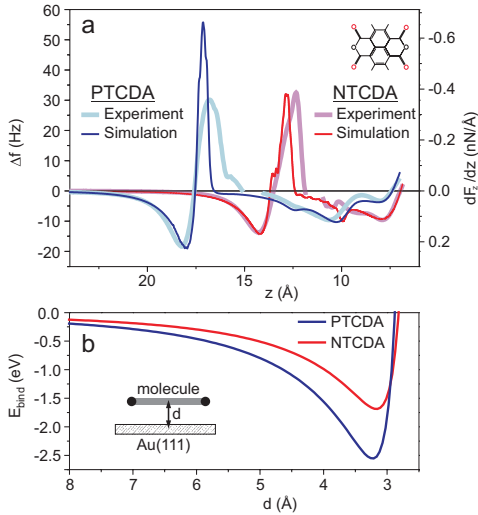 a
PTCDA
Experiment
Simulation
NTCDA
Experiment
Simulation
O O
O O
O O
60
50
40
30
20
10
0
-10
-20
Δf (Hz)
-0.6
-0.4
-0.2
0.0
0.2
dF_z/dz (nN/Å)
20 15 10
z (Å)
b
PTCDA
NTCDA
molecule
d
Au(111)
0.0
-0.5
-1.0
-1.5
-2.0
-2.5
E_bind (eV)
8 7 6 5 4 3
d (Å)